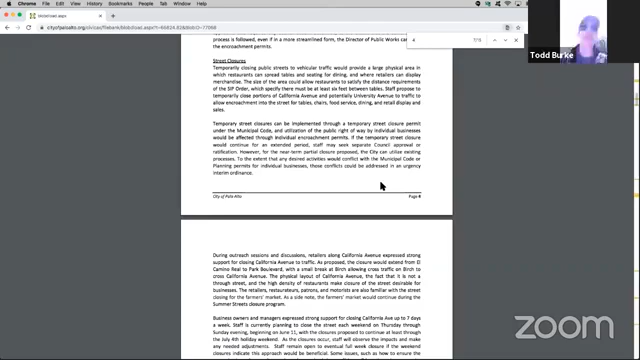 Chrome File Edit View History Bookmarks People Tab Window Help
process is followed, even if in a more streamlined form, the Director of Public Works can
the encroachment permits.
4
7/9
Todd Burke
Street Closures
Temporarily closing public streets to vehicular traffic would provide a large physical area in
which restaurants can spread tables and seating for dining, and where retailers can display
merchandise. The size of the area could allow restaurants to satisfy the distance requirements
of the SIP Order, which specify there must be at least six feet between tables. Staff propose to
temporarily close portions of California Avenue and potentially University Avenue to traffic to
allow encroachment into the street for tables, chairs, food service, dining, and retail display and
sales.
Temporary street closures can be implemented through a temporary street closure permit
under the Municipal Code, and utilization of the public right of way by individual businesses
would be affected through individual encroachment permits. If the temporary street closure
would continue for an extended period, staff may seek separate Council approval or
ratification. However, for the near-term partial closure proposed, the City can utilize existing
processes. To the extent that any desired activities would conflict with the Municipal Code or
Planning permits for individual businesses, those conflicts could be addressed in an urgency
interim ordinance.
City of Palo Alto
Page
During outreach sessions and discussions, retailers along California Avenue expressed strong
support for closing California Avenue to traffic. As proposed, the closure would extend from El
Camino Real to Park Boulevard, with a small break at Birch allowing cross traffic on Birch to
cross California Avenue. The physical layout of California Avenue, the fact that it is not a
through street, and the high density of restaurants make closure of the street desirable for
businesses. The retailers, restaurateurs, patrons, and motorists are also familiar with the street
closing for the farmers' market. As a side note, the farmers' market would continue during the
Summer Streets closure program.
Business owners and managers expressed strong support for closing California Ave up to 7 days
a week. Staff is currently planning to close the street each weekend on Thursday through
Sunday evening, beginning on June 11, with the closures proposed to continue at least through
the July 4th holiday weekend. As the closures occur, staff will observe the impacts and make
any needed adjustments. Staff remain open to eventual full week closure if the weekend
closures indicate this approach would be beneficial. Some issues, such as how to ensure the
zoom